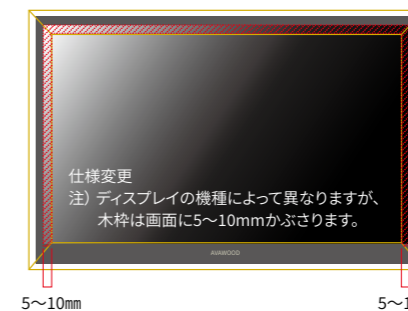 仕様変更
注）ディスプレイの機種によって異なりますが、
木枠は画面に5〜10mmかぶさります。
AVAWOOD
5〜10㎜
5〜1